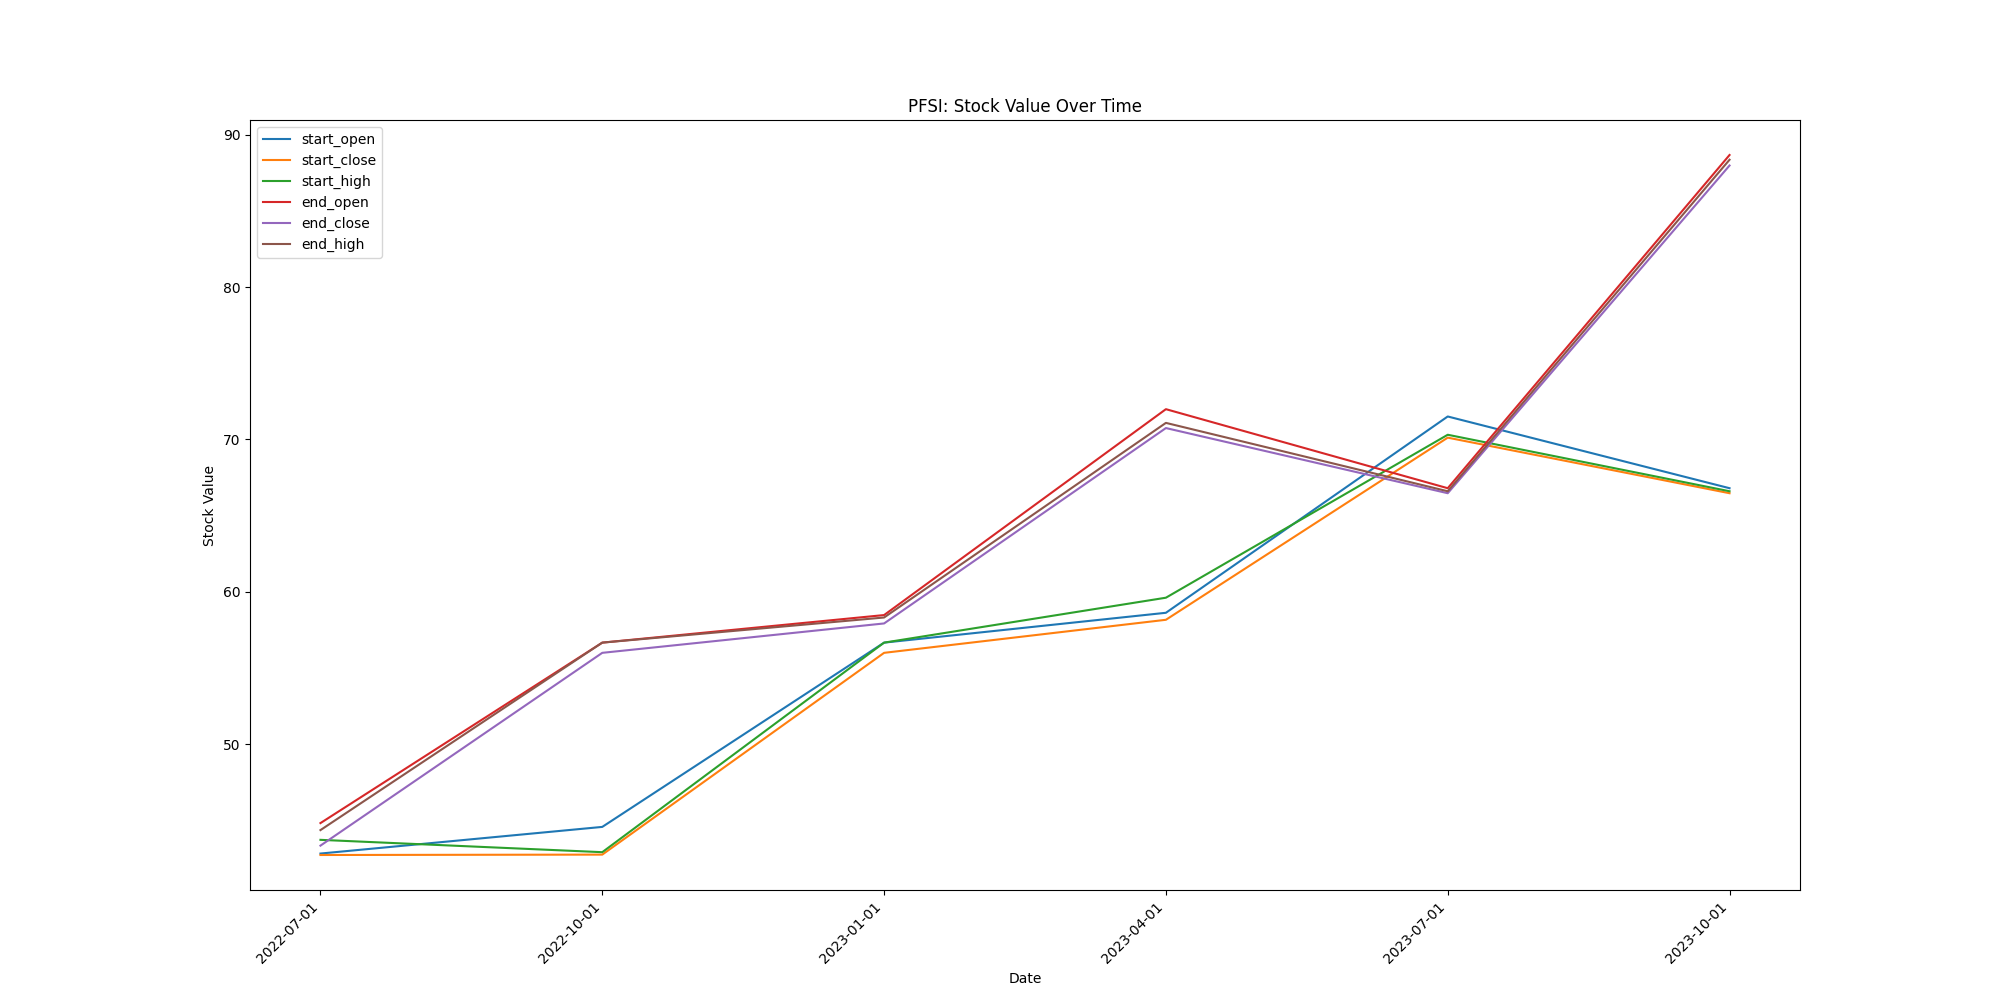 PFSI: Stock Value Over Time
start_open
start_close
start_high
end_open
end_close
end_high
90
80
70
60
50
Stock Value
2022-07-01
2022-10-01
2023-01-01
2023-04-01
2023-07-01
2023-10-01
Date